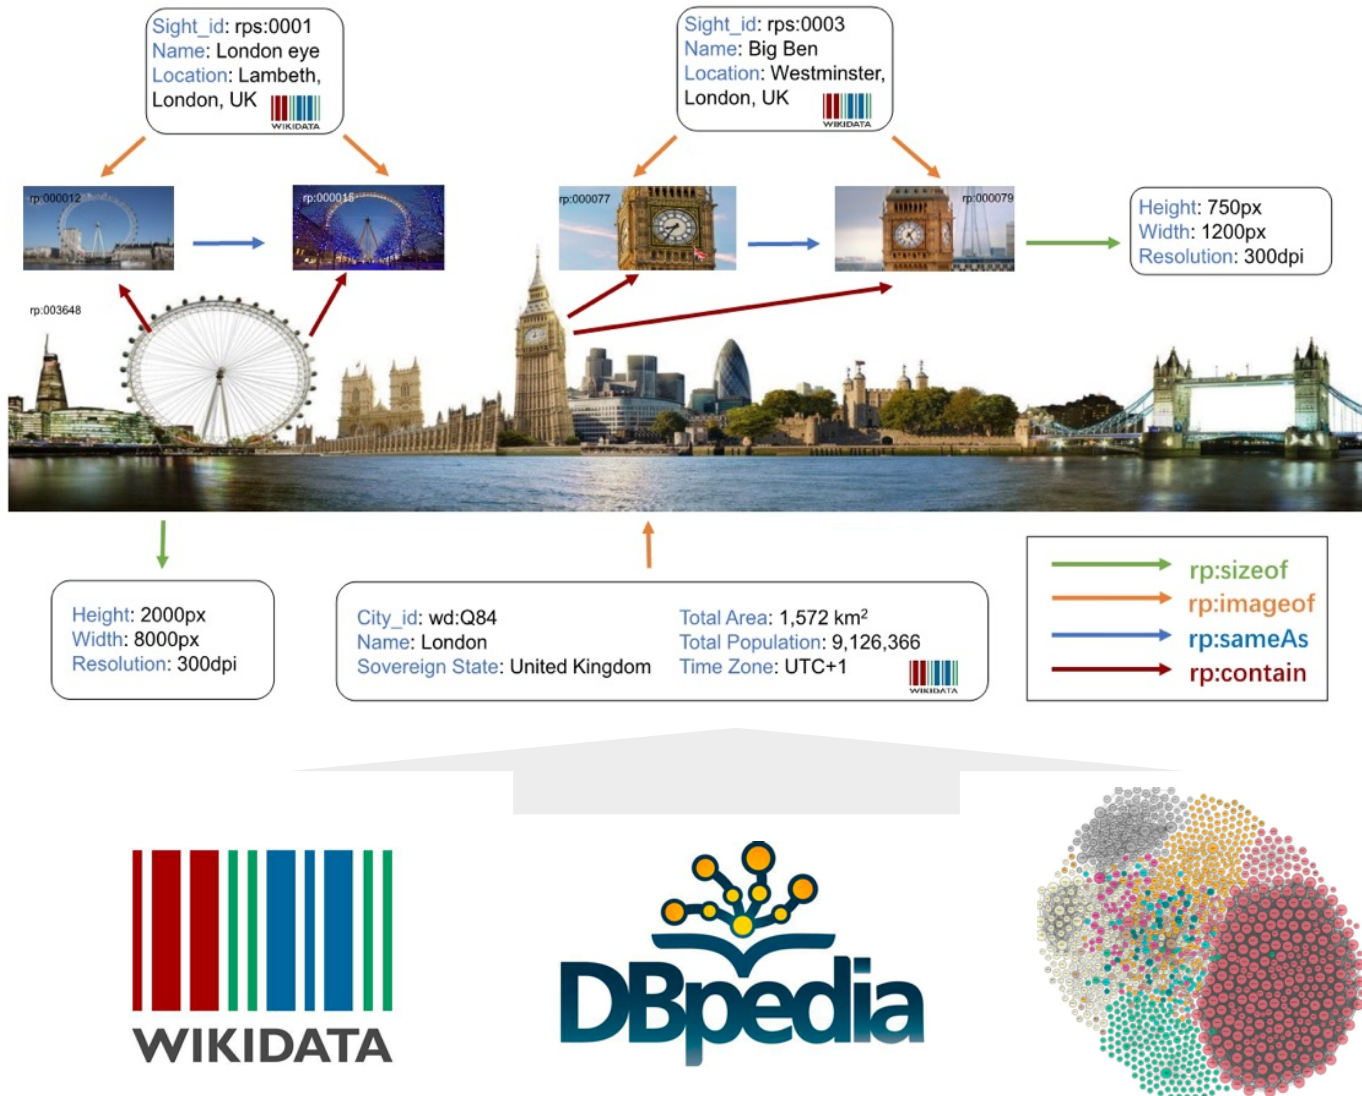 Sight_id: rps:0001
Name: London eye
Location: Lambeth,
London, UK
WIKIDATA
Sight_id: rps:0003
Name: Big Ben
Location: Westminster,
London, UK
WIKIDATA
rp:000012
rp:000015
rp:000077
rp:000079
Height: 750px
Width: 1200px
Resolution: 300dpi
rp:003648
Height: 2000px
Width: 8000px
Resolution: 300dpi
City_id: wd:Q84
Name: London
Sovereign State: United Kingdom
Total Area: 1,572 km²
Total Population: 9,126,366
Time Zone: UTC+1
WIKIDATA
rp:sizeof
rp:imageof
rp:sameAs
rp:contain
WIKIDATA
DBpedia